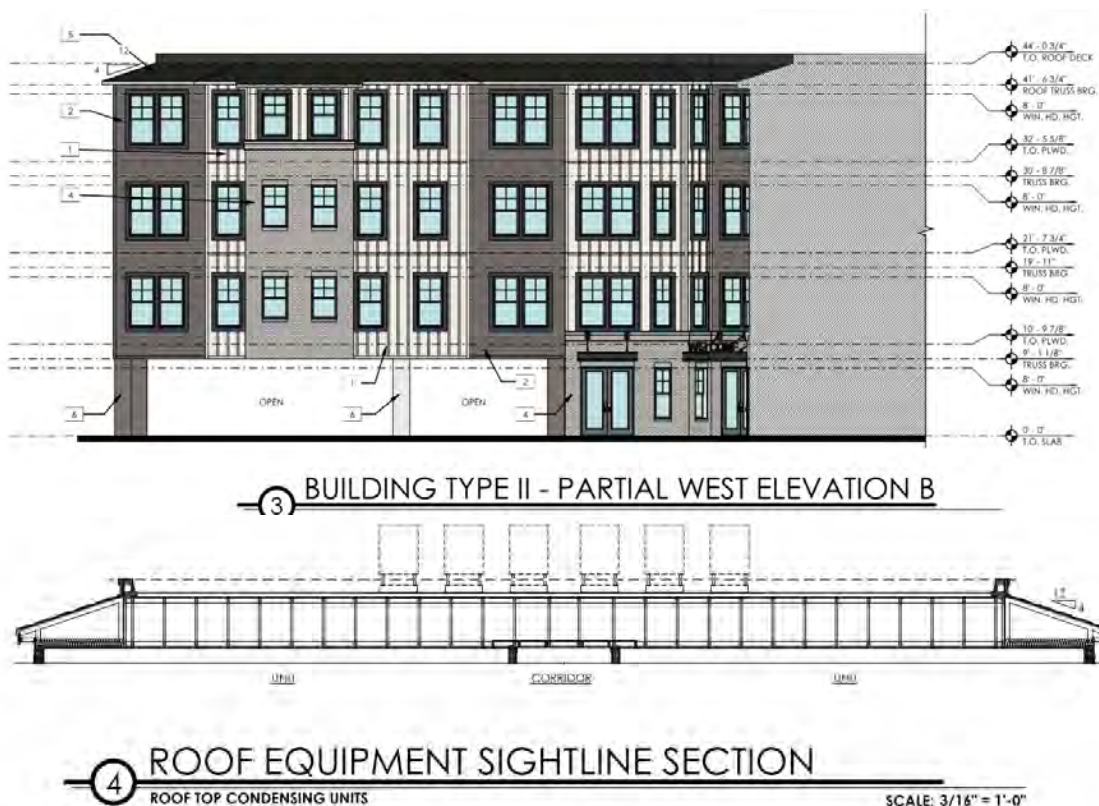 5
12
4
2
1
4
6
OPEN
1
6
OPEN
2
4
WELCOME
44' - 0 3/4"
T.O. ROOF DECK
41' - 6 3/4"
ROOF TRUSS BRG.
8' - 0"
WIN. HD. HGT.
32' - 5 5/8"
T.O. PLWD.
30' - 8 7/8"
TRUSS BRG.
8' - 0"
WIN. HD. HGT.
21' - 7 3/4"
T.O. PLWD.
19' - 11"
TRUSS BRG.
8' - 0"
WIN. HD. HGT.
10' - 9 7/8"
T.O. PLWD.
9' - 1 1/8"
TRUSS BRG.
8' - 0"
WIN. HD. HGT.
0' - 0"
T.O. SLAB
3 BUILDING TYPE II - PARTIAL WEST ELEVATION B
12
4
UNIT CORRIDOR UNIT
4 ROOF EQUIPMENT SIGHTLINE SECTION
ROOF TOP CONDENSING UNITS SCALE: 3/16" = 1'-0"